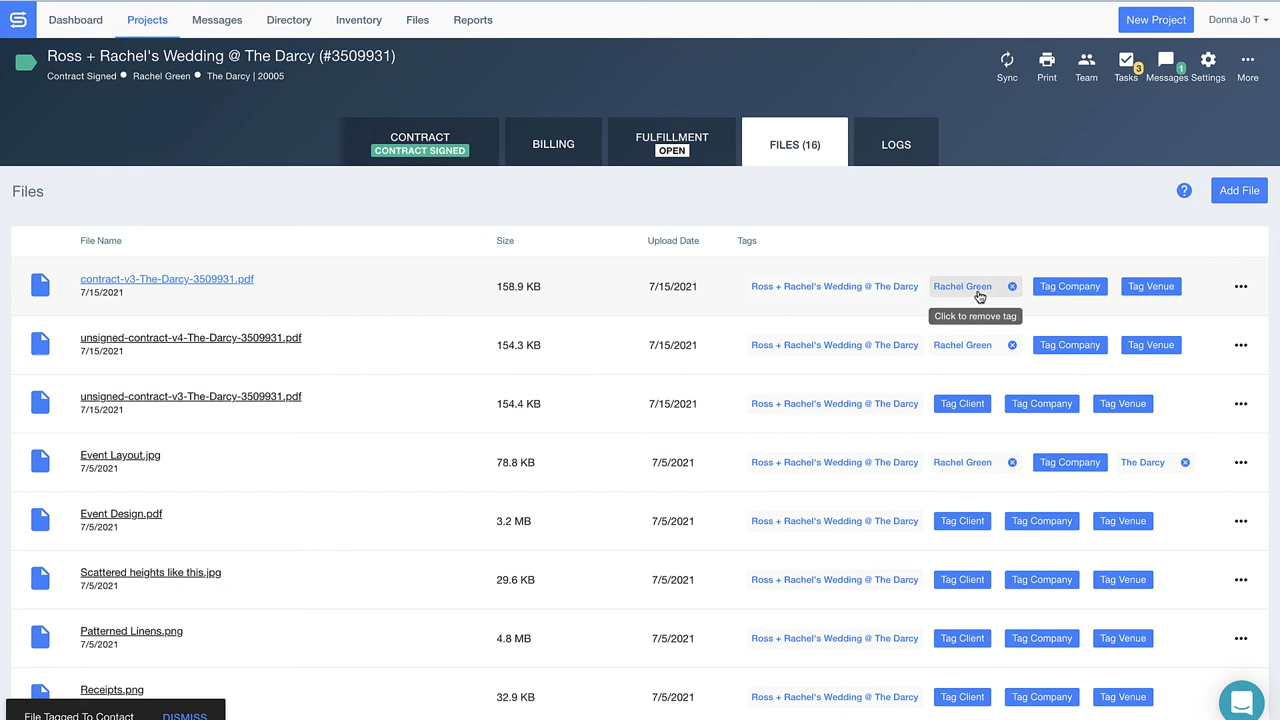 Dashboard Projects Messages Directory Inventory Files Reports New Project Donna Jo T
Ross + Rachel's Wedding @ The Darcy (#3509931)
Contract Signed Rachel Green The Darcy | 20005
Sync Print Team Tasks 3 Messages 1 Settings More
CONTRACT
CONTRACT SIGNED
BILLING
FULFILLMENT
OPEN
FILES (16)
LOGS
Files ? Add File
File Name Size Upload Date Tags
contract-v3-The-Darcy-3509931.pdf
7/15/2021
158.9 KB 7/15/2021 Ross + Rachel's Wedding @ The Darcy Rachel Green Tag Company Tag Venue
Click to remove tag
unsigned-contract-v4-The-Darcy-3509931.pdf
7/15/2021
154.3 KB 7/15/2021 Ross + Rachel's Wedding @ The Darcy Rachel Green Tag Company Tag Venue
unsigned-contract-v3-The-Darcy-3509931.pdf
7/15/2021
154.4 KB 7/15/2021 Ross + Rachel's Wedding @ The Darcy Tag Client Tag Company Tag Venue
Event Layout.jpg
7/5/2021
78.8 KB 7/5/2021 Ross + Rachel's Wedding @ The Darcy Rachel Green Tag Company The Darcy
Event Design.pdf
7/5/2021
3.2 MB 7/5/2021 Ross + Rachel's Wedding @ The Darcy Tag Client Tag Company Tag Venue
Scattered heights like this.jpg
7/5/2021
29.6 KB 7/5/2021 Ross + Rachel's Wedding @ The Darcy Tag Client Tag Company Tag Venue
Patterned Linens.png
7/5/2021
4.8 MB 7/5/2021 Ross + Rachel's Wedding @ The Darcy Tag Client Tag Company Tag Venue
Receipts.png
32.9 KB 7/5/2021 Ross + Rachel's Wedding @ The Darcy Tag Client Tag Company Tag Venue
File Tagged To Contact DISMISS